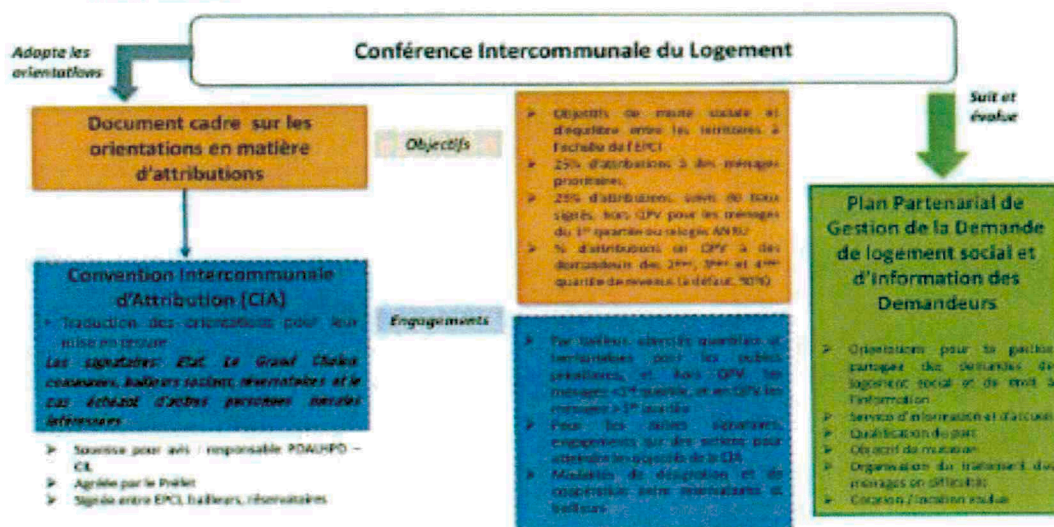 Adopte les
orientations
Conférence Intercommunale du Logement
Suit et
évalue
Document cadre sur les
orientations en matière
d'attributions
Objectifs
Objectifs de mixité sociale et
d'équilibre entre les territoires à
l'échelle de l'EPCI
25% d'attributions à des ménages
prioritaires,
25% d'attributions, suivis de baux
signés, hors QPV pour les ménages
du 1er quartile ou relogés ANRU
% d'attributions en QPV à des
demandeurs des 2ème, 3ème et 4ème
quartile de revenus (à défaut, 50%)
Convention Intercommunale
d'Attribution (CIA)
Traduction des orientations pour leur
mise en œuvre
Les signataires: Etat, Le Grand Chalon
communes, bailleurs sociaux, réservataires et le
cas échéant d'autres personnes morales
intéressées
Soumise pour avis : responsable PDALHPD –
CIL
Agréée par le Préfet
Signée entre EPCI, bailleurs, réservataires
Engagements
Par bailleur, objectifs quantifiés et
territorialisés pour les publics
prioritaires, et, hors QPV, les
ménages <1er quartile, et en QPV les
ménages > 1er quartile
Pour les autres signataires,
engagements sur des actions pour
atteindre les objectifs de la CIA
Modalités de désignation et de
coopération entre réservataires et
bailleurs
Plan Partenarial de
Gestion de la Demande
de logement social et
d'Information des
Demandeurs
Orientations pour la gestion
partagée des demandes de
logement social et de droit à
l'information
Service d'information et d'accueil
Qualification du parc
Objectif de mutation
Organisation du traitement des
ménages en difficultés
Cotation / location voulue